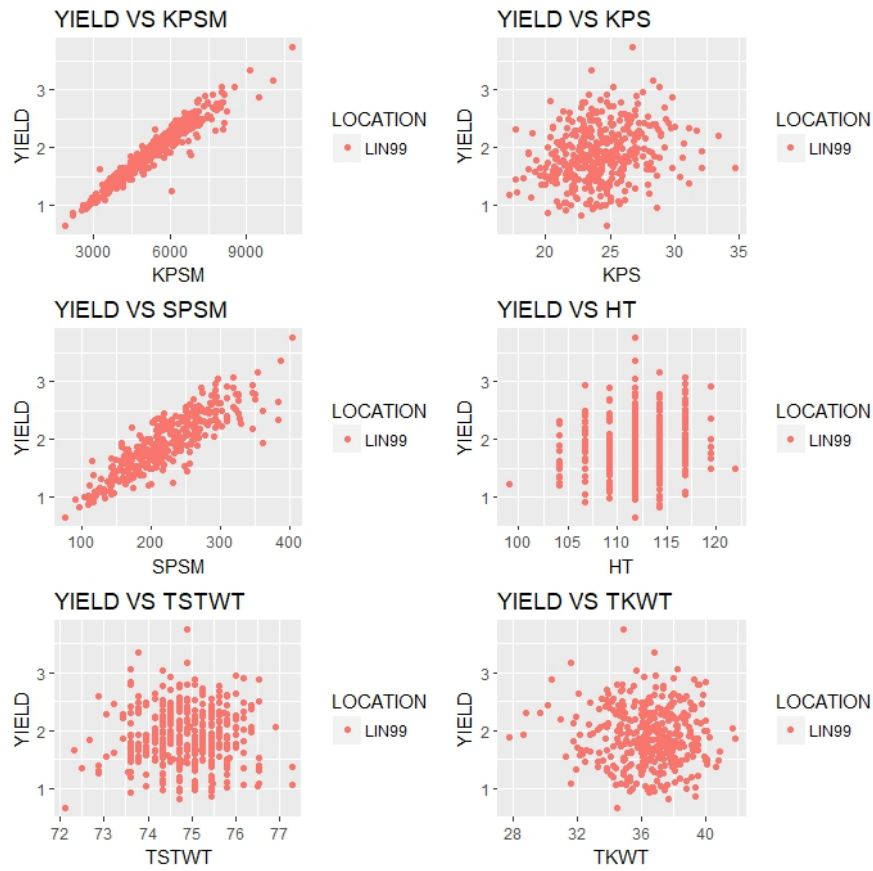 YIELD VS KPSM
YIELD
3
2
1
3000 6000 9000
KPSM
LOCATION
LIN99
YIELD VS KPS
YIELD
3
2
1
20 25 30 35
KPS
LOCATION
LIN99
YIELD VS SPSM
YIELD
3
2
1
100 200 300 400
SPSM
LOCATION
LIN99
YIELD VS HT
YIELD
3
2
1
100 105 110 115 120
HT
LOCATION
LIN99
YIELD VS TSTWT
YIELD
3
2
1
72 73 74 75 76 77
TSTWT
LOCATION
LIN99
YIELD VS TKWT
YIELD
3
2
1
28 32 36 40
TKWT
LOCATION
LIN99